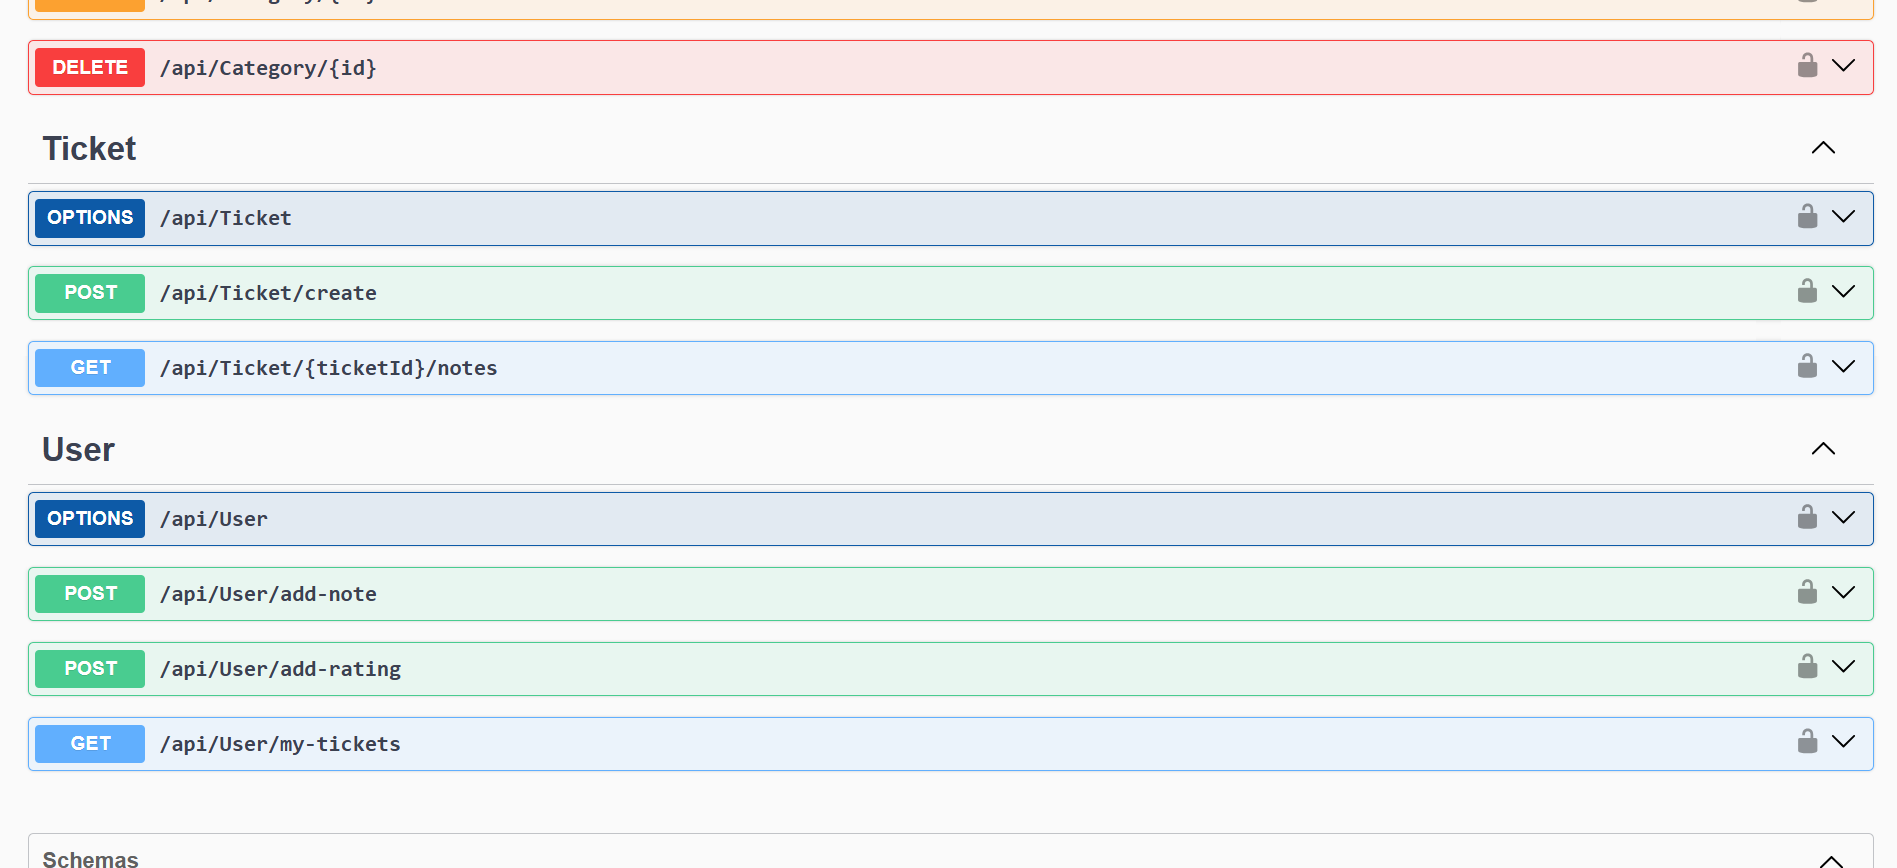 DELETE /api/Category/{id}
Ticket
OPTIONS /api/Ticket
POST /api/Ticket/create
GET /api/Ticket/{ticketId}/notes
User
OPTIONS /api/User
POST /api/User/add-note
POST /api/User/add-rating
GET /api/User/my-tickets
Schemas